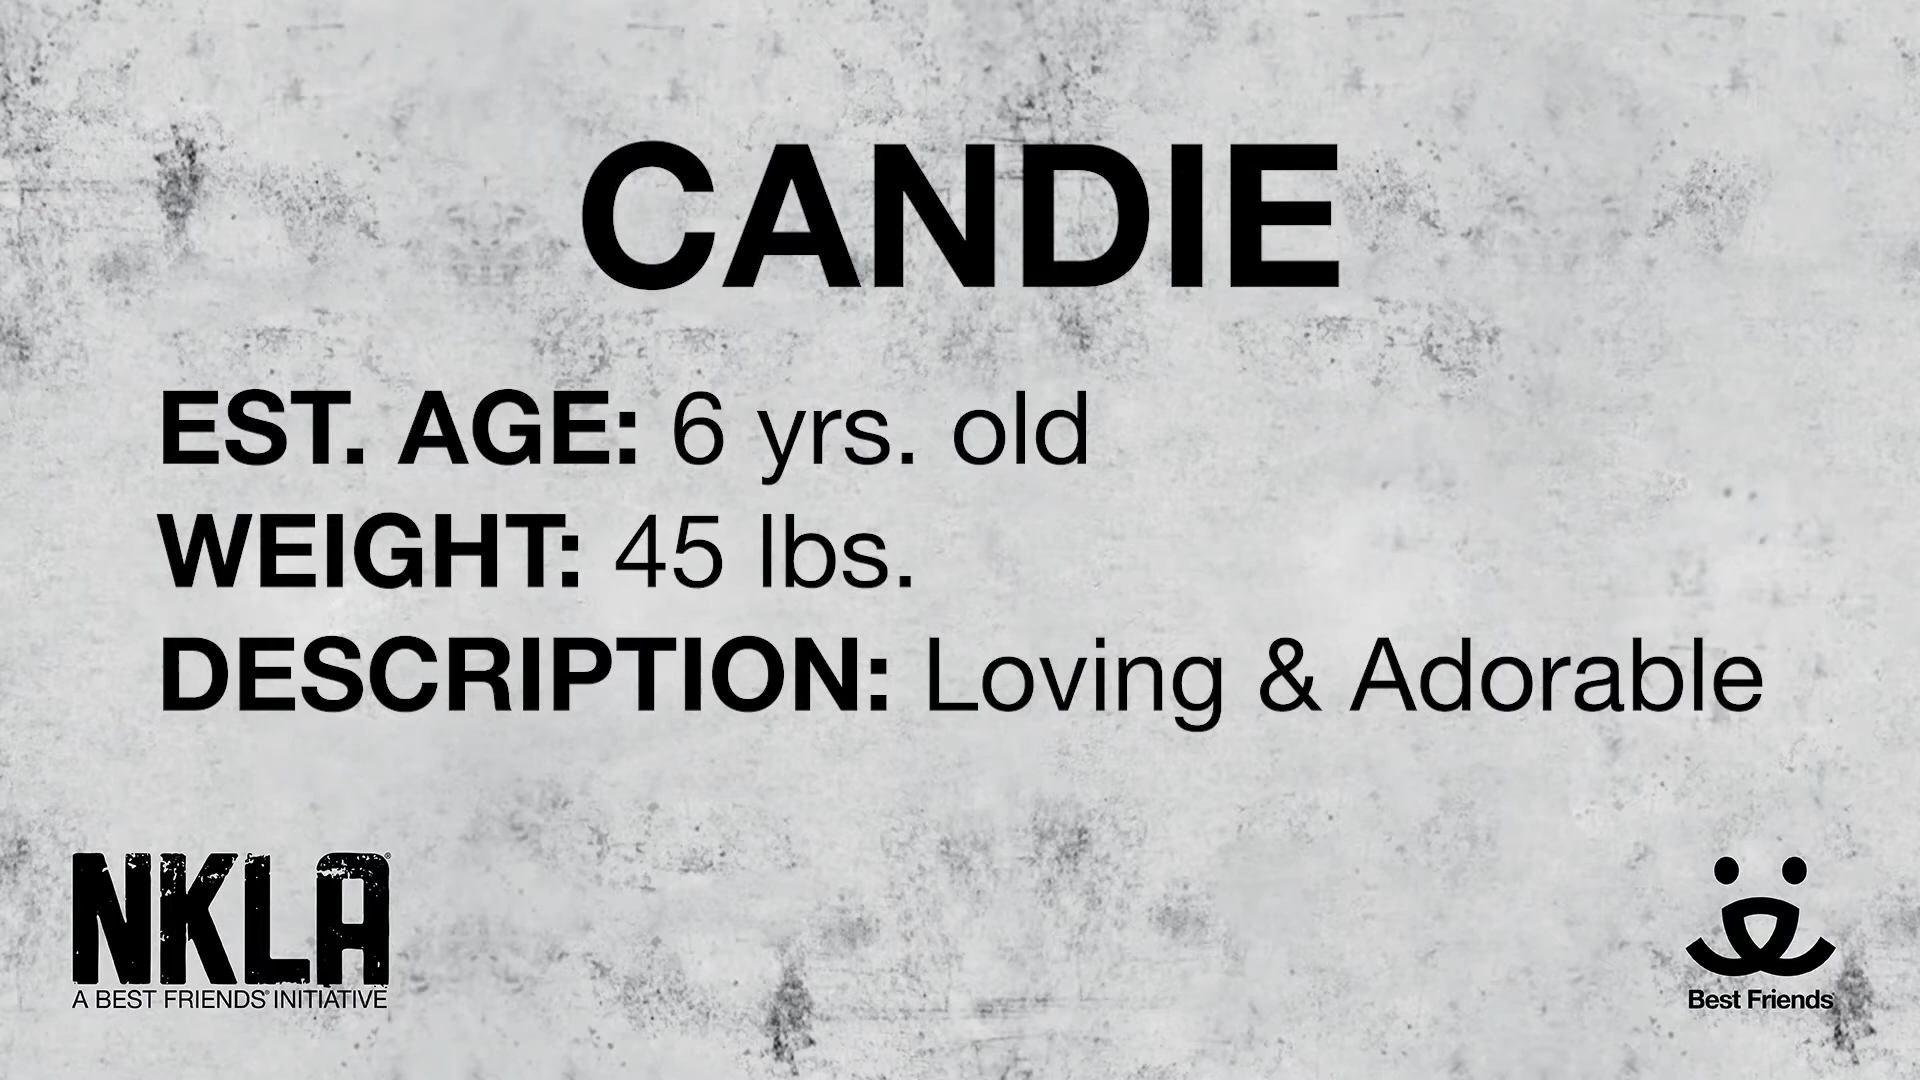 CANDIE
EST. AGE: 6 yrs. old
WEIGHT: 45 lbs.
DESCRIPTION: Loving & Adorable
NKLA®
A BEST FRIENDS® INITIATIVE
Best Friends